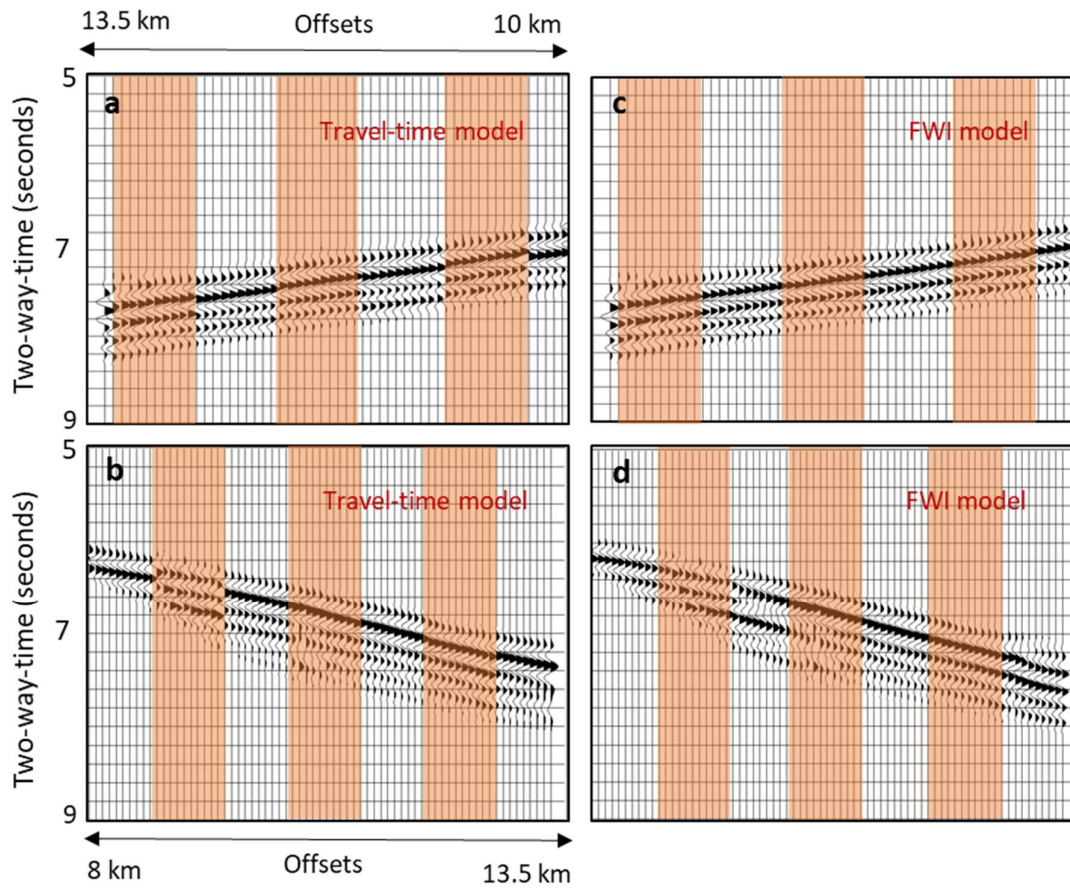 13.5 km Offsets 10 km
5
a
c
Travel-time model
FWI model
Two-way-time (seconds)
7
9
5
b
d
Travel-time model
FWI model
Two-way-time (seconds)
7
9
8 km Offsets 13.5 km